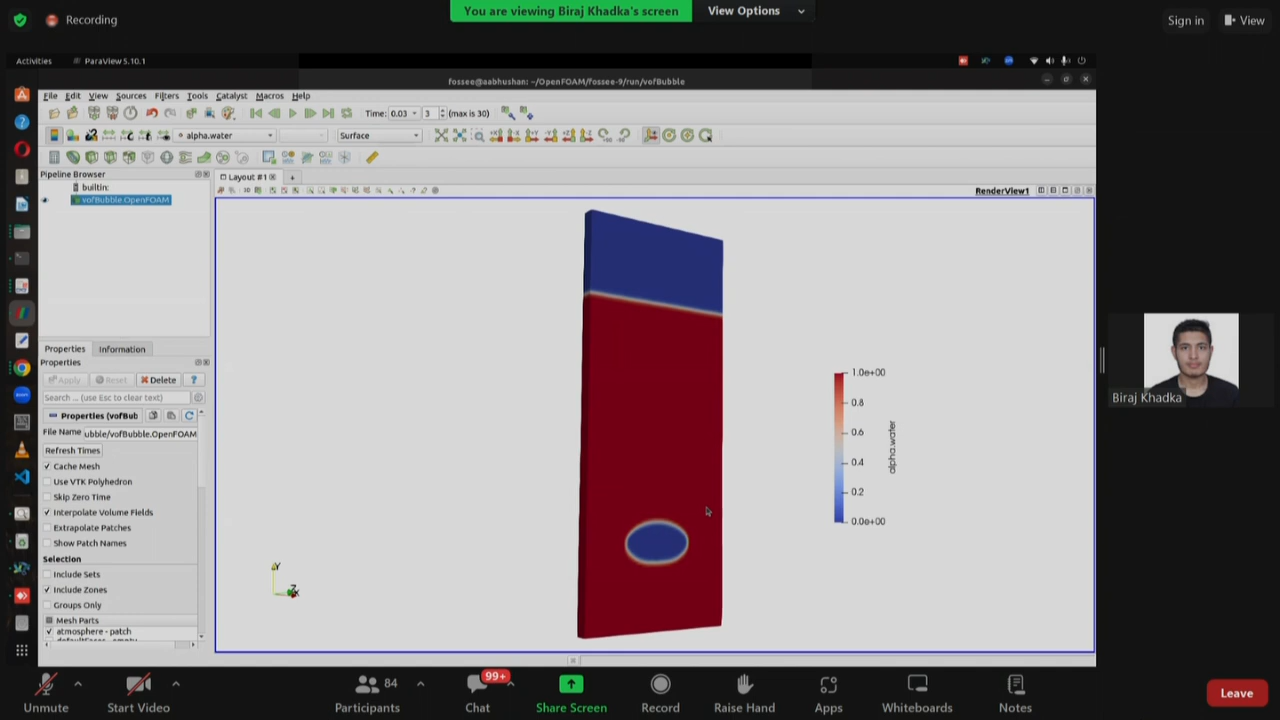 You are viewing Biraj Khadka's screen
View Options
Recording
Sign in
View
Activities
ParaView 5.10.1
fossee@aabhushan: ~/OpenFOAM/fossee-9/run/vofBubble
File Edit View Sources Filters Tools Catalyst Macros Help
Time: 0.03 3 (max is 30)
alpha.water
Surface
Pipeline Browser
builtin:
vofBubble.OpenFOAM
Layout #1
RenderView1
Properties Information
Properties
Apply Reset Delete ?
Search ... (use Esc to clear text)
Properties (vofBub
File Name ubble/vofBubble.OpenFOAM
Refresh Times
Cache Mesh
Use VTK Polyhedron
Skip Zero Time
Interpolate Volume Fields
Extrapolate Patches
Show Patch Names
Selection
Include Sets
Include Zones
Groups Only
Mesh Parts
atmosphere - patch
1.0e+00
0.8
0.6
0.4
0.2
0.0e+00
alpha.water
Y
Z
Biraj Khadka
Unmute
Start Video
84
Participants
99+
Chat
Share Screen
Record
Raise Hand
Apps
Whiteboards
Notes
Leave